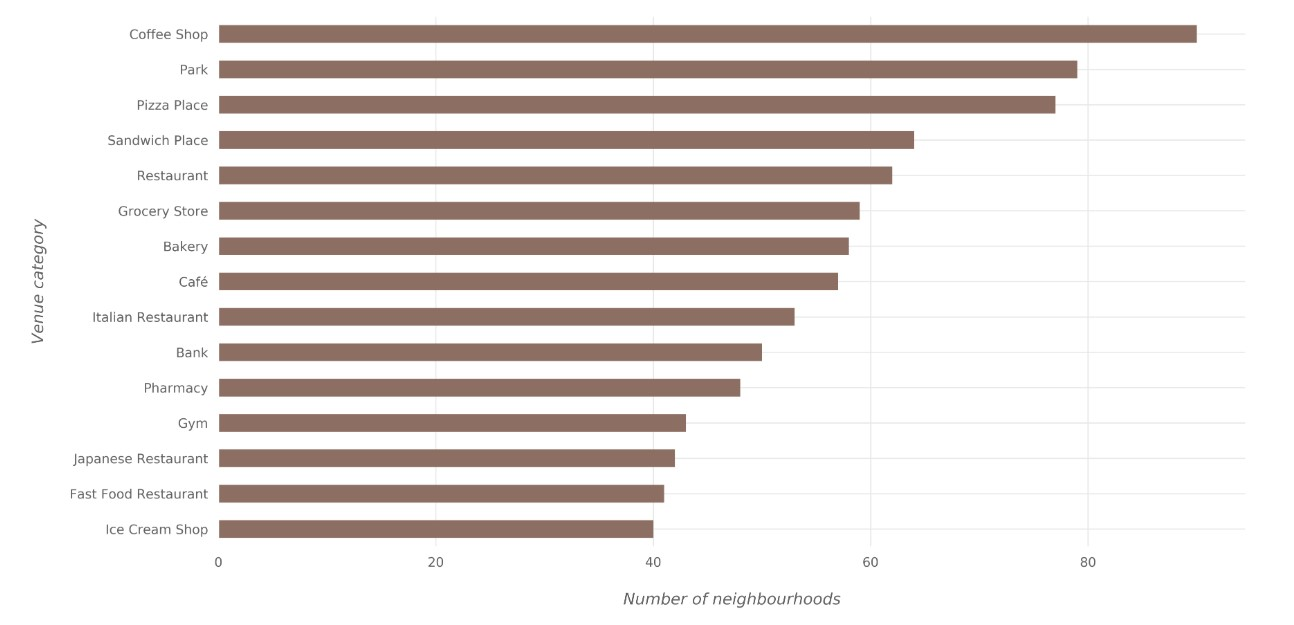 Coffee Shop
Park
Pizza Place
Sandwich Place
Restaurant
Grocery Store
Bakery
Café
Italian Restaurant
Bank
Pharmacy
Gym
Japanese Restaurant
Fast Food Restaurant
Ice Cream Shop
Venue category
0 20 40 60 80
Number of neighbourhoods